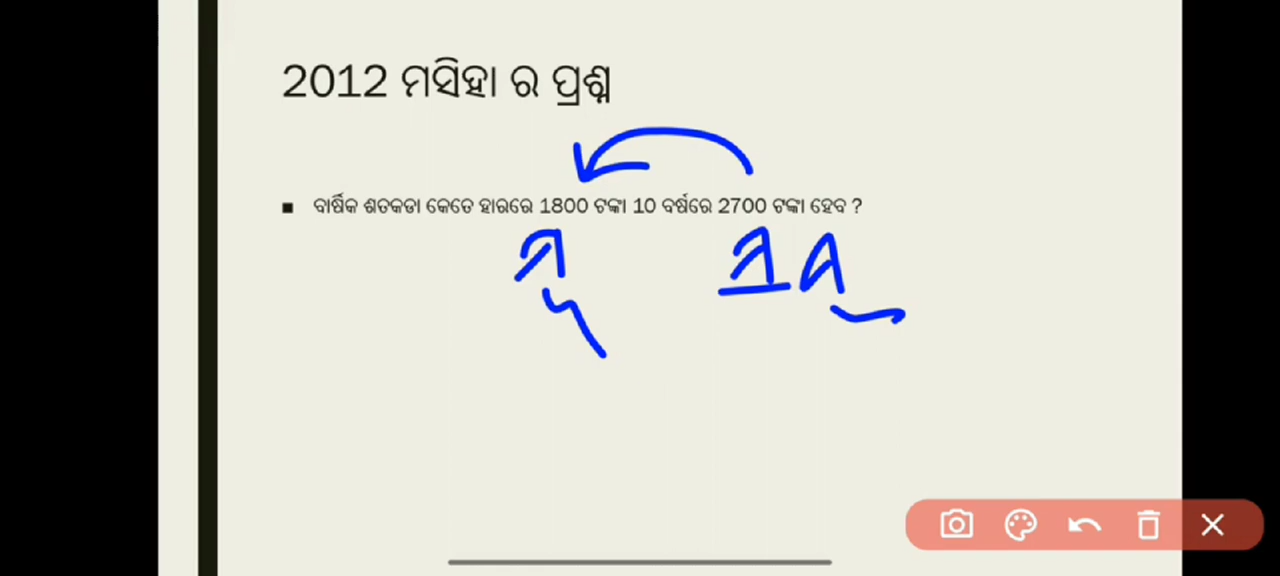 2012 ମସିହା ର ପ୍ରଶ୍ନ
▪ ବାର୍ଷିକ ଶତକଡା କେତେ ହାରରେ 1800 ଟଙ୍କା 10 ବର୍ଷରେ 2700 ଟଙ୍କା ହେବ ?